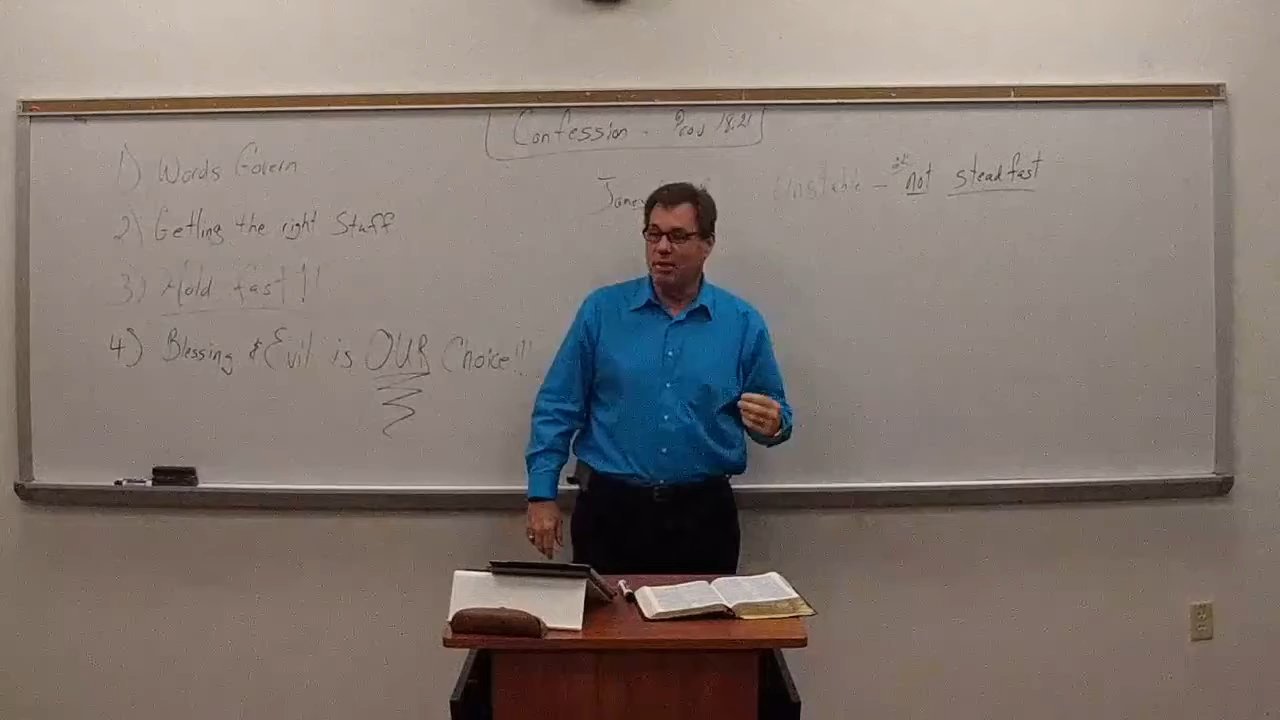 Confession - Prov 18:21
1) Words Govern
James
Unstable - not steadfast
2) Getting the right Stuff
3) Hold fast!!
4) Blessing & Evil is OUR Choice!!!